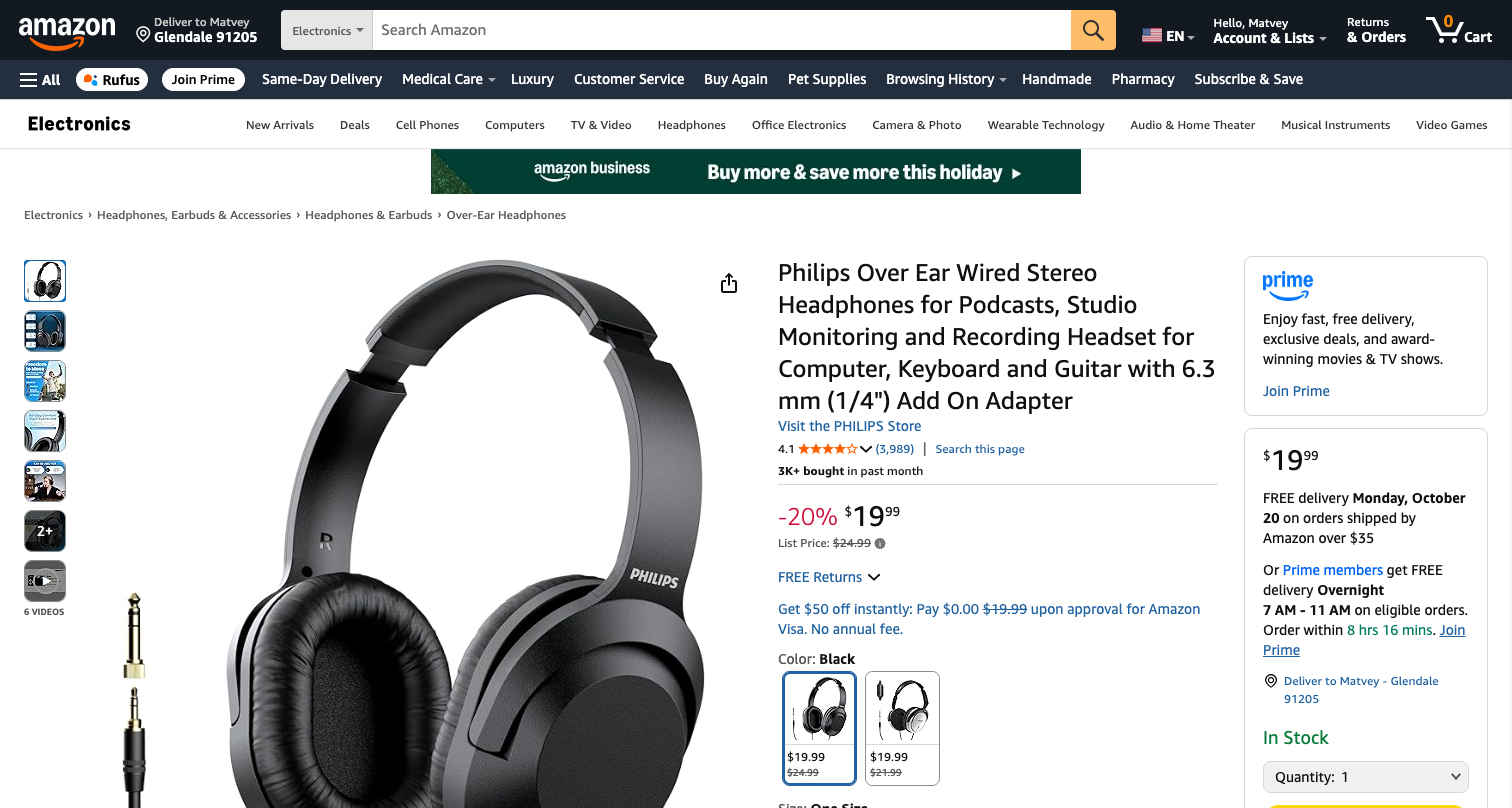 amazon
Deliver to Matvey
Glendale 91205
Electronics
Search Amazon
EN
Hello, Matvey
Account & Lists
Returns
& Orders
0
Cart
All
Rufus
Join Prime
Same-Day Delivery
Medical Care
Luxury
Customer Service
Buy Again
Pet Supplies
Browsing History
Handmade
Pharmacy
Subscribe & Save
Electronics
New Arrivals
Deals
Cell Phones
Computers
TV & Video
Headphones
Office Electronics
Camera & Photo
Wearable Technology
Audio & Home Theater
Musical Instruments
Video Games
amazon business
Buy more & save more this holiday
Electronics › Headphones, Earbuds & Accessories › Headphones & Earbuds › Over-Ear Headphones
2+
6 VIDEOS
R
PHILIPS
Philips Over Ear Wired Stereo
Headphones for Podcasts, Studio
Monitoring and Recording Headset for
Computer, Keyboard and Guitar with 6.3
mm (1/4") Add On Adapter
Visit the PHILIPS Store
4.1 (3,989) | Search this page
3K+ bought in past month
-20% $19 99
List Price: $24.99
FREE Returns
Get $50 off instantly: Pay $0.00 $19.99 upon approval for Amazon
Visa. No annual fee.
Color: Black
$19.99
$24.99
$19.99
$21.99
Size: One Size
prime
Enjoy fast, free delivery,
exclusive deals, and award-
winning movies & TV shows.
Join Prime
$19 99
FREE delivery Monday, October
20 on orders shipped by
Amazon over $35
Or Prime members get FREE
delivery Overnight
7 AM - 11 AM on eligible orders.
Order within 8 hrs 16 mins. Join
Prime
Deliver to Matvey - Glendale
91205
In Stock
Quantity: 1